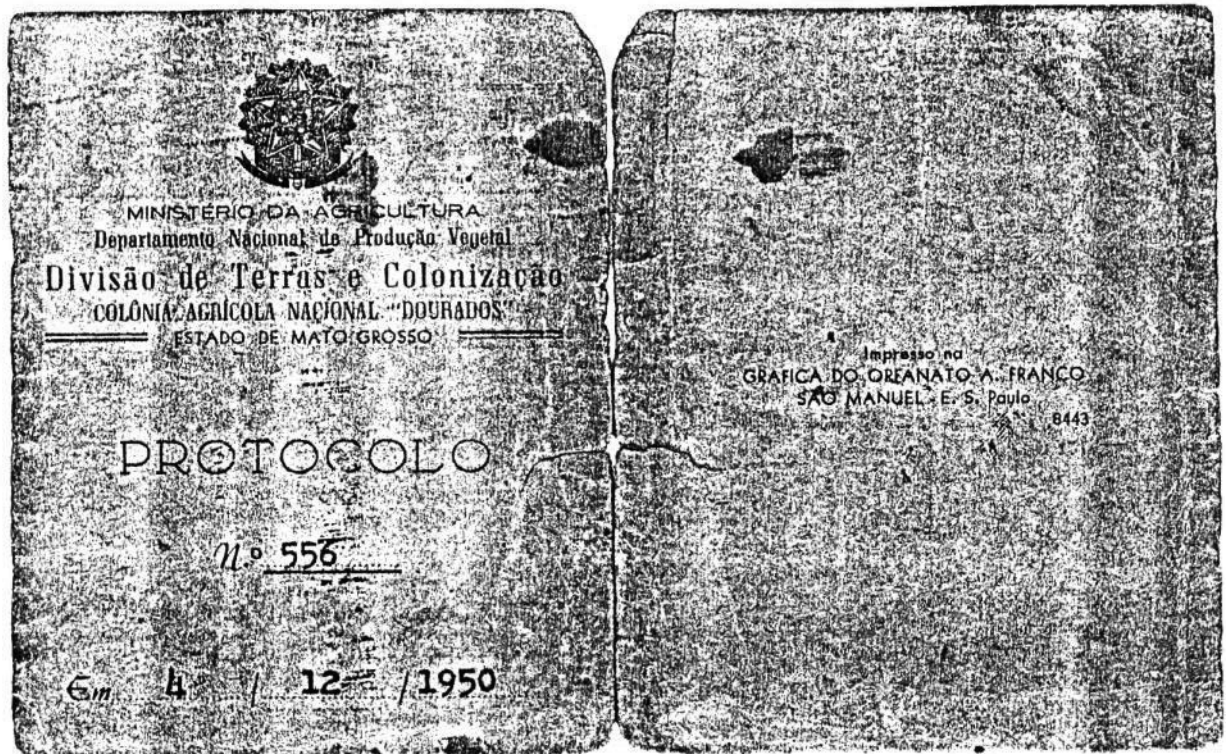 MINISTÉRIO DA AGRICULTURA
Departamento Nacional de Produção Vegetal
Divisão de Terras e Colonização
COLÔNIA AGRÍCOLA NACIONAL "DOURADOS"
ESTADO DE MATO GROSSO
PROTOCOLO
N.º 556
Em 4 / 12 / 1950
Impresso na
GRAFICA DO ORFANATO A. FRANCO
SÃO MANUEL - E. S. Paulo
8443